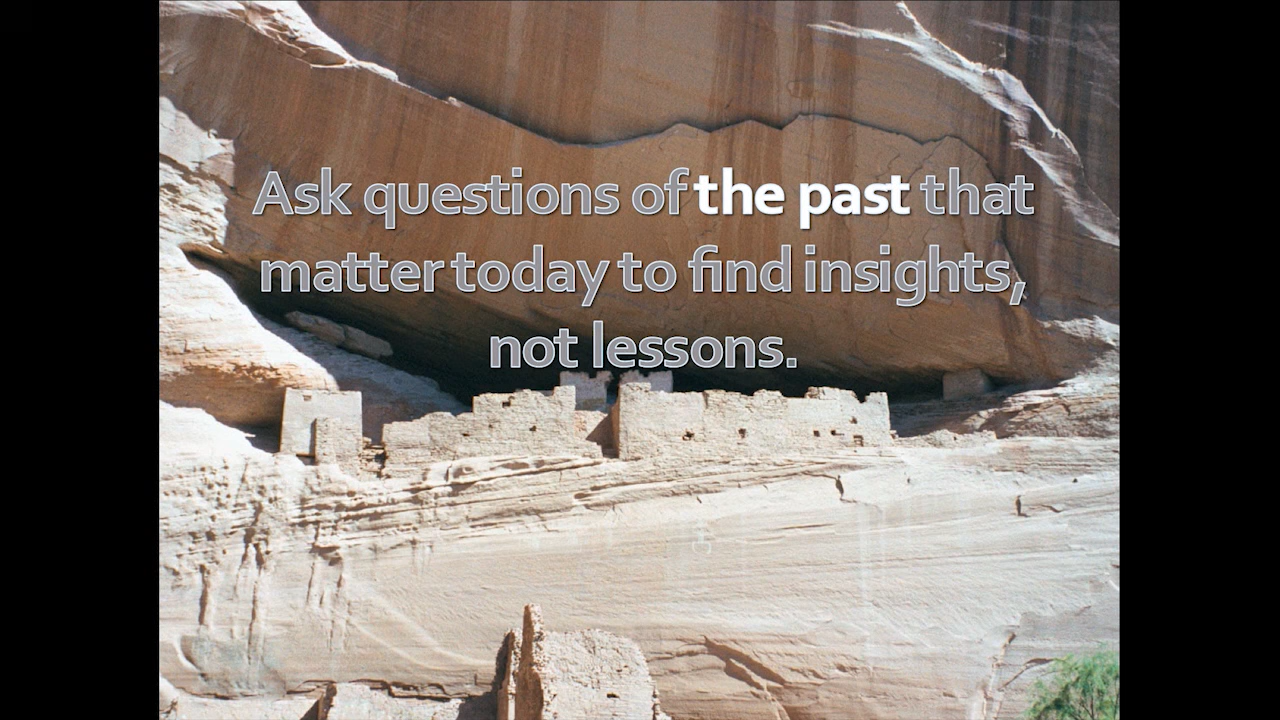 Ask questions of the past that
matter today to find insights,
not lessons.